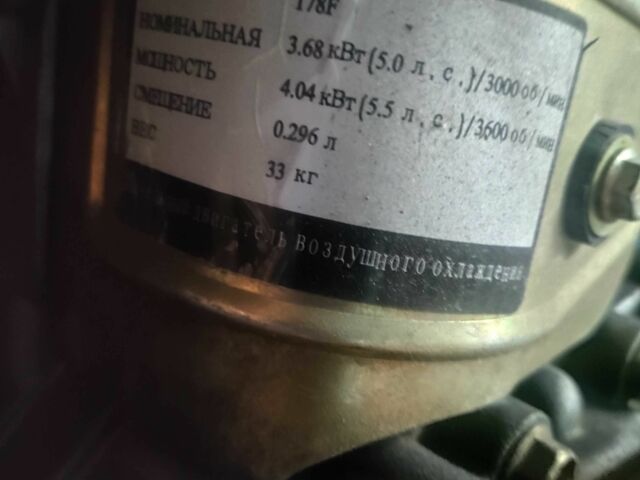 178F
НОМИНАЛЬНАЯ 3.68 кВт(5.0 л.с.)/3000 об/мин
МОЩНОСТЬ 4.04 кВт(5.5 л.с.)/3600 об/мин
СМЕЩЕНИЕ 0.296 л
ВЕС 33 кг
двигатель воздушного охлаждения